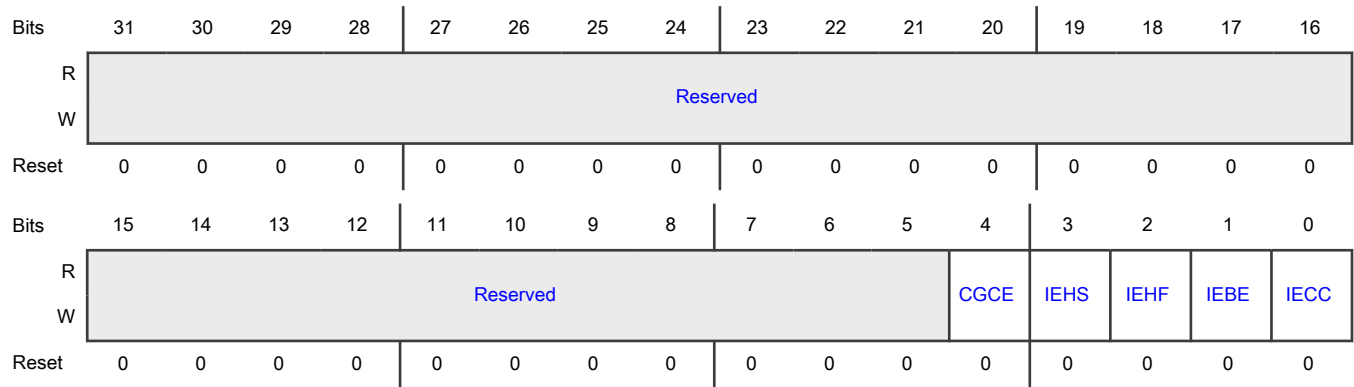 Bits 31 30 29 28 27 26 25 24 23 22 21 20 19 18 17 16
R
Reserved
W
Reset 0 0 0 0 0 0 0 0 0 0 0 0 0 0 0 0
Bits 15 14 13 12 11 10 9 8 7 6 5 4 3 2 1 0
R
Reserved CGCE IEHS IEHF IEBE IECC
W
Reset 0 0 0 0 0 0 0 0 0 0 0 0 0 0 0 0